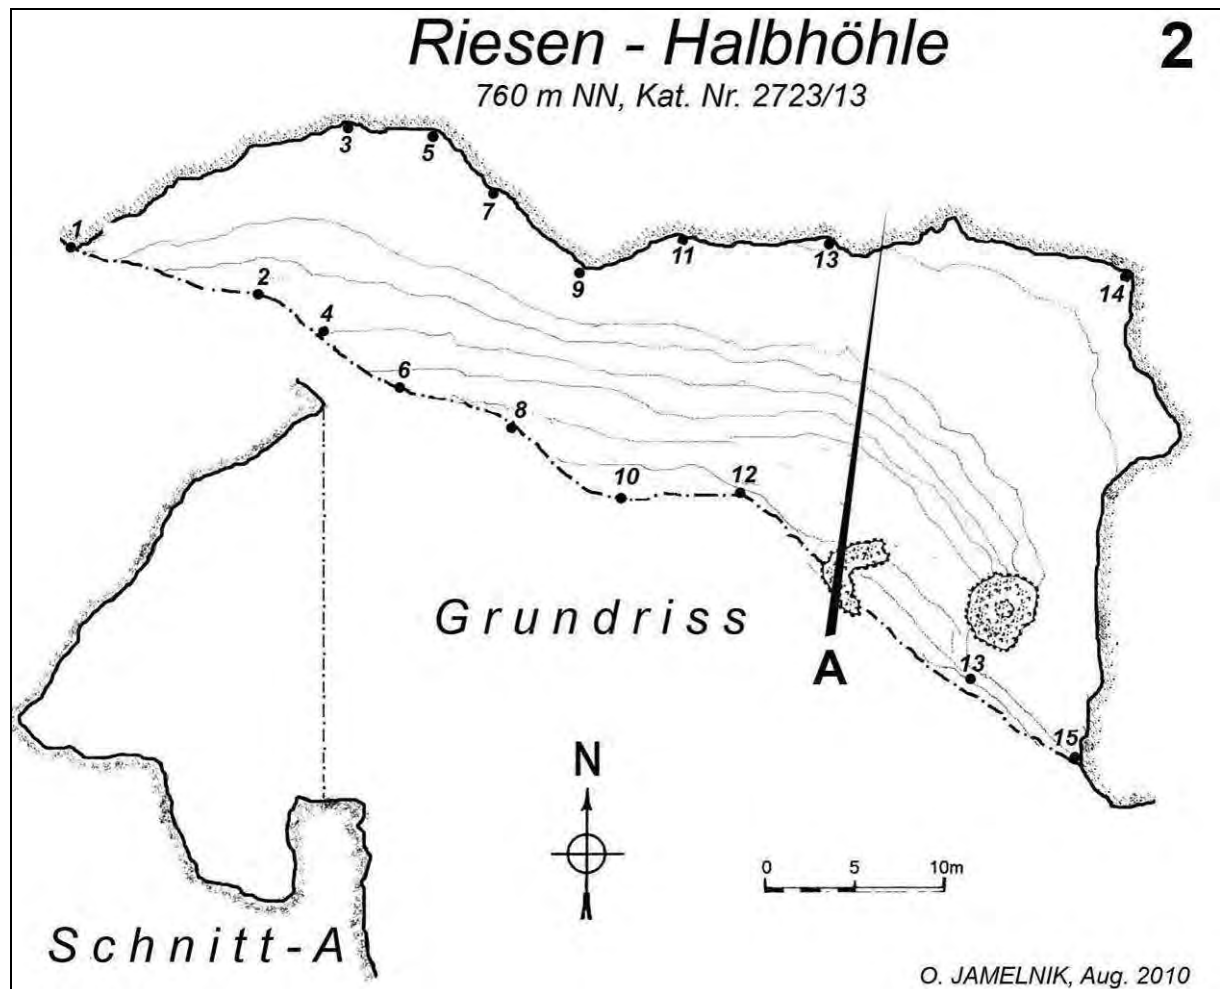 Riesen - Halbhöhle
2
760 m NN, Kat. Nr. 2723/13
3
5
7
1
11
13
9
14
2
4
6
8
10
12
Grundriss
A
13
15
N
0 5 10m
Schnitt-A
O. JAMELNIK, Aug. 2010